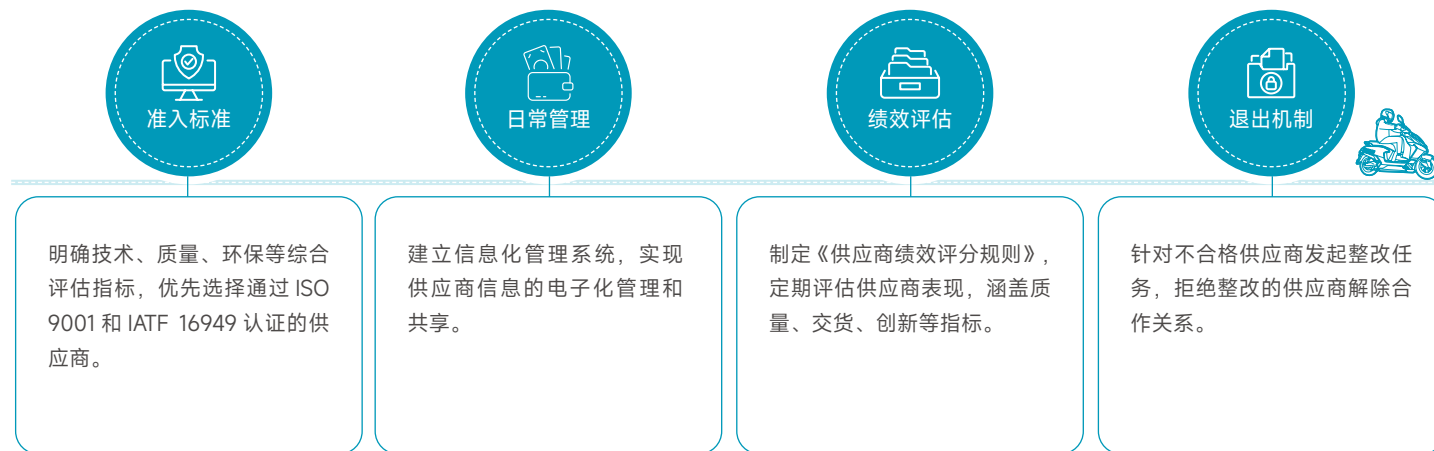 准入标准
日常管理
绩效评估
退出机制
明确技术、质量、环保等综合
评估指标，优先选择通过 ISO
9001 和 IATF 16949 认证的供
应商。
建立信息化管理系统，实现
供应商信息的电子化管理和
共享。
制定《供应商绩效评分规则》，
定期评估供应商表现，涵盖质
量、交货、创新等指标。
针对不合格供应商发起整改任
务，拒绝整改的供应商解除合
作关系。